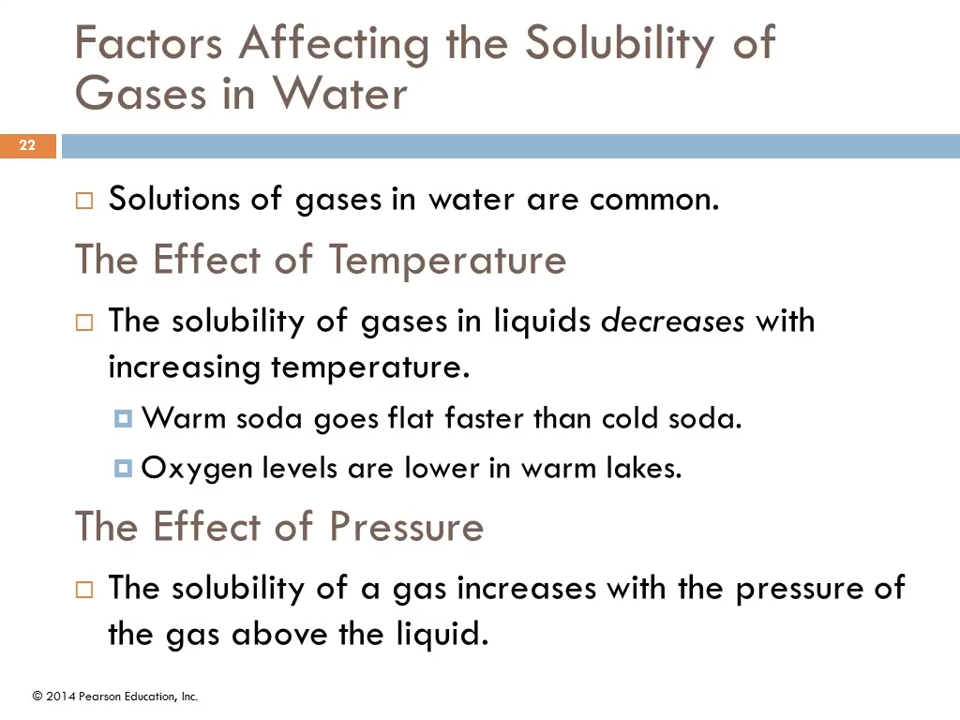 Factors Affecting the Solubility of
Gases in Water
22
Solutions of gases in water are common.
The Effect of Temperature
The solubility of gases in liquids decreases with
increasing temperature.
Warm soda goes flat faster than cold soda.
Oxygen levels are lower in warm lakes.
The Effect of Pressure
The solubility of a gas increases with the pressure of
the gas above the liquid.
© 2014 Pearson Education, Inc.